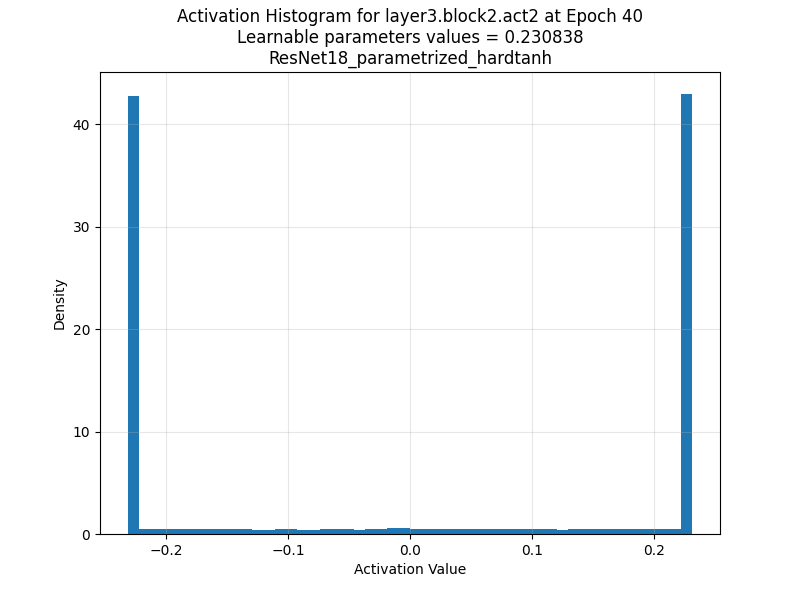 Activation Histogram for layer3.block2.act2 at Epoch 40
Learnable parameters values = 0.230838
ResNet18_parametrized_hardtanh
Density
40
30
20
10
0
−0.2
−0.1
0.0
0.1
0.2
Activation Value